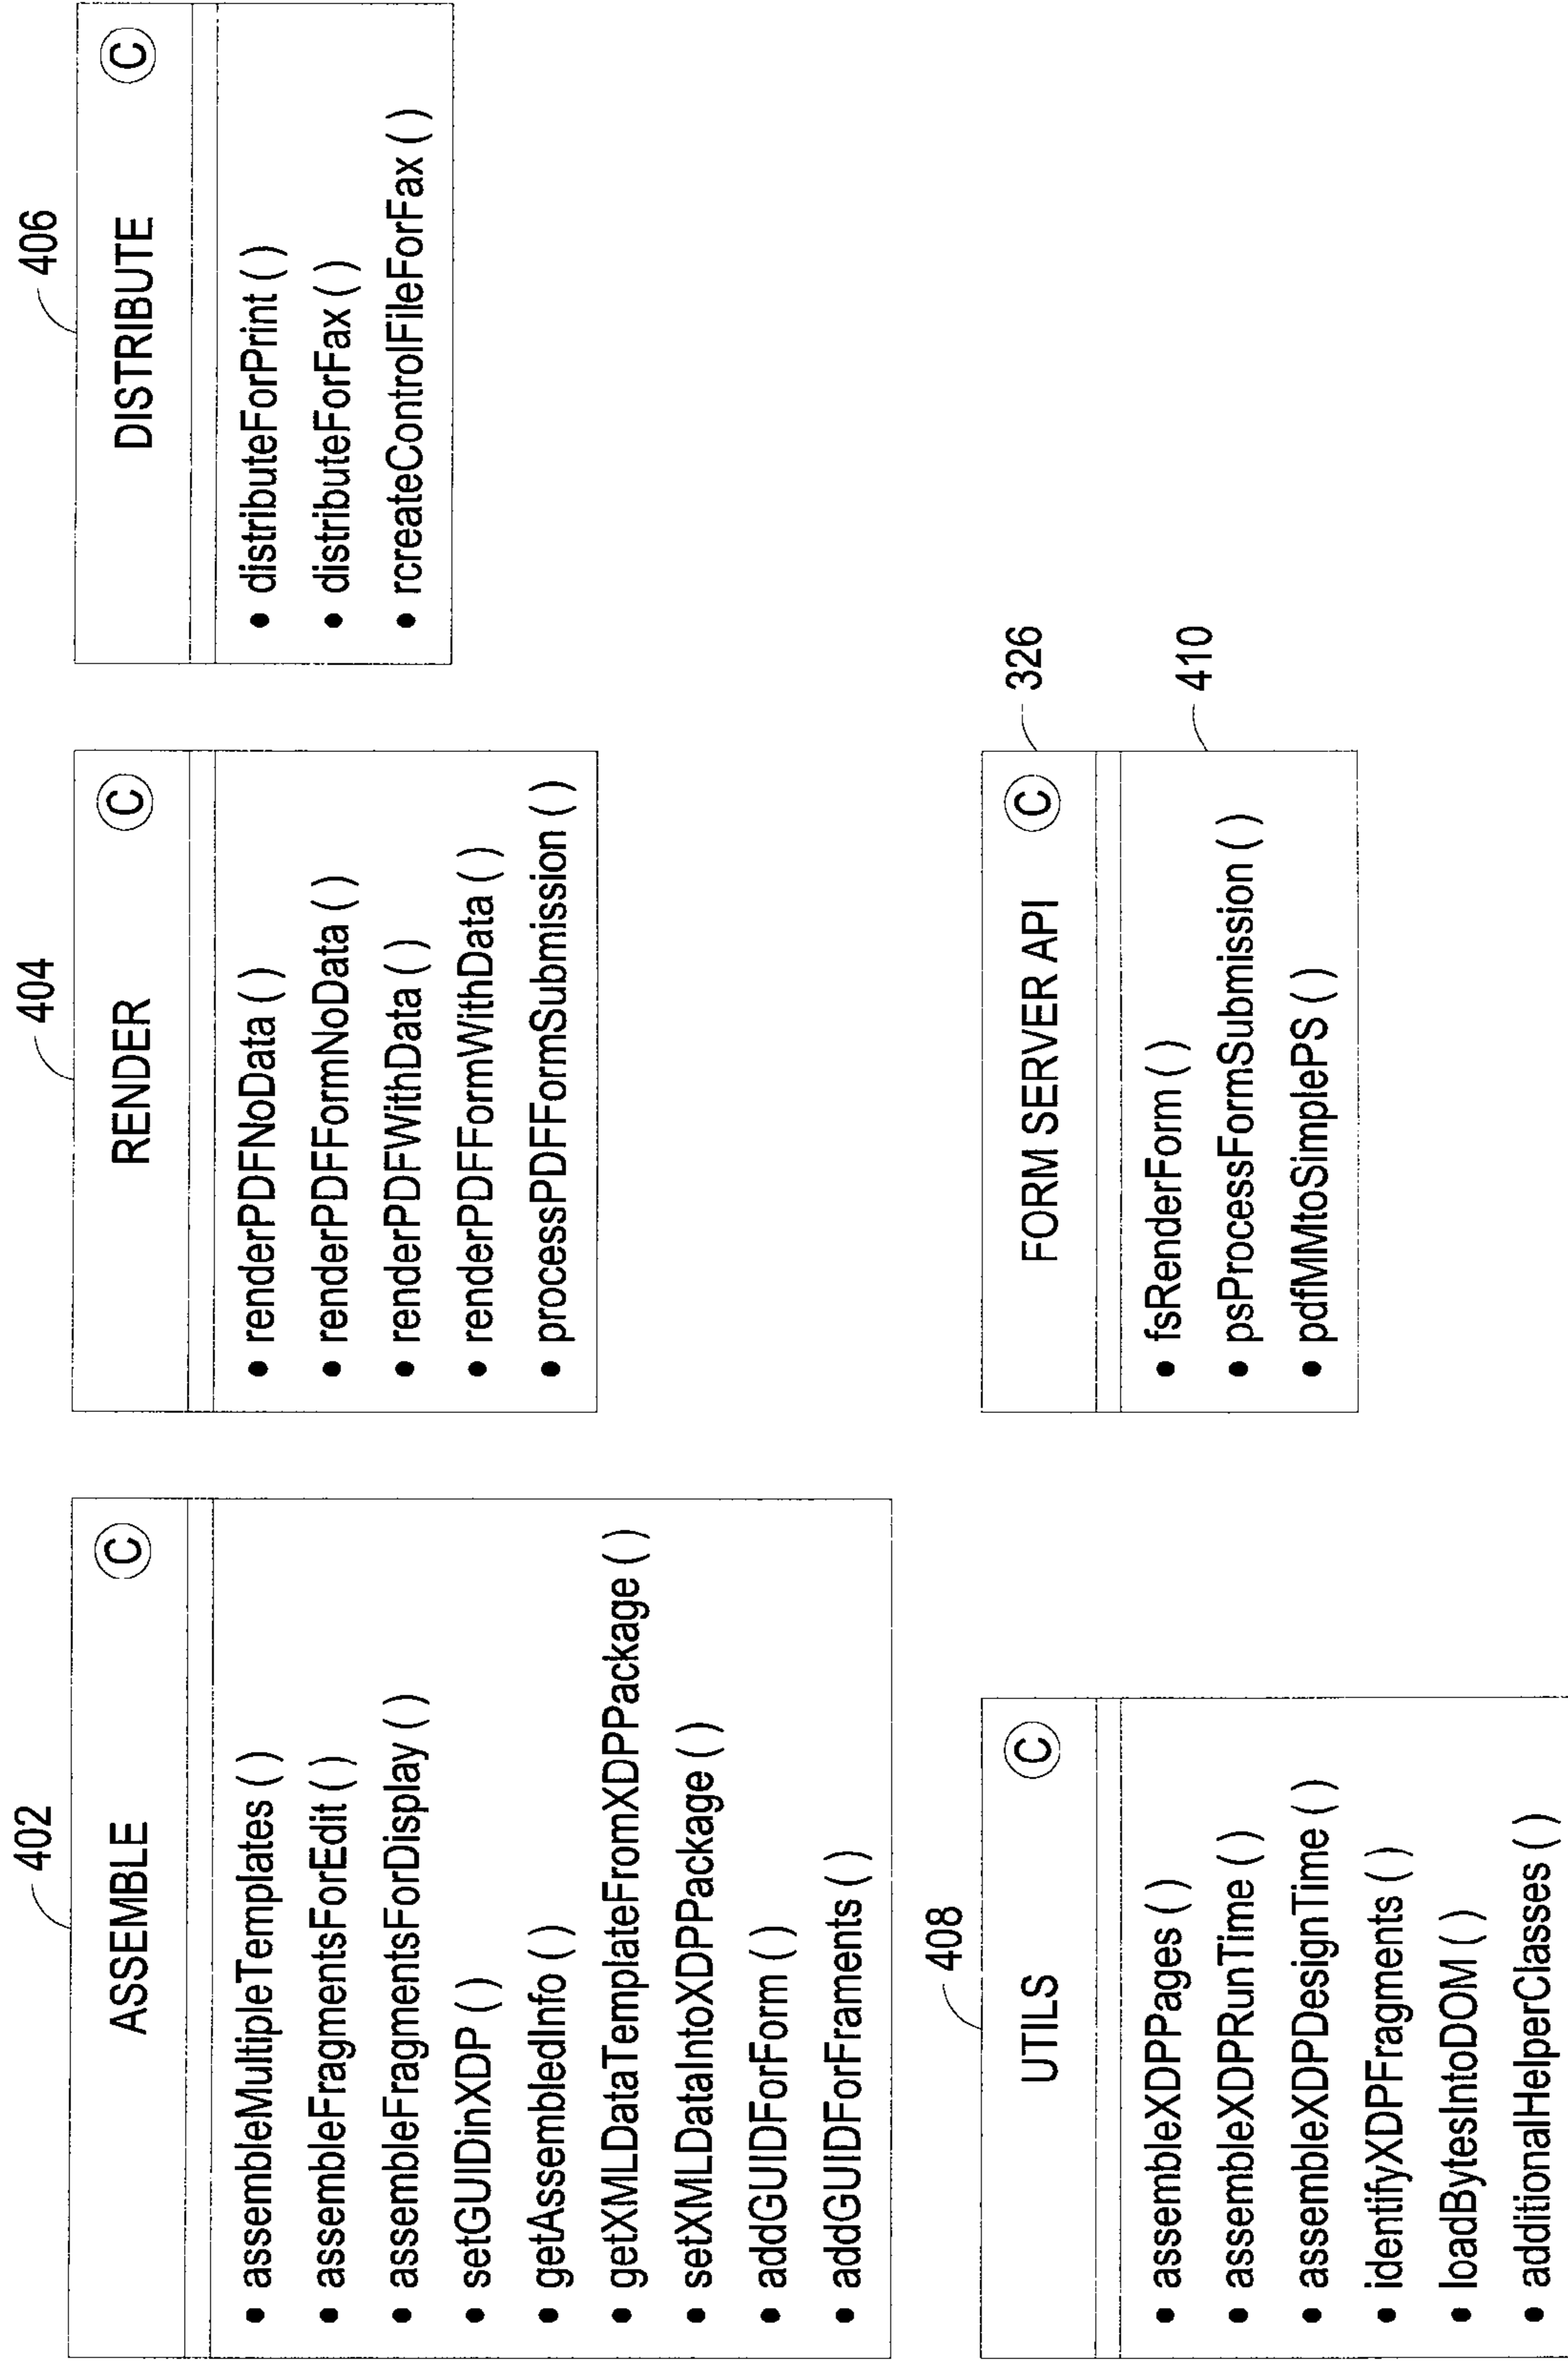 402
ASSEMBLE
C
• assembleMultipleTemplates ( )
• assembleFragmentsForEdit ( )
• assembleFragmentsForDisplay ( )
• setGUIDinXDP ( )
• getAssembledInfo ( )
• getXMLDataTemplateFromXDPPackage ( )
• setXMLDataIntoXDPPackage ( )
• addGUIDForForm ( )
• addGUIDForFraments ( )
404
RENDER
C
• renderPDFNoData ( )
• renderPDFFormNoData ( )
• renderPDFWithData ( )
• renderPDFFormWithData ( )
• processPDFFormSubmission ( )
406
DISTRIBUTE
C
• distributeForPrint ( )
• distributeForFax ( )
• rcreateControlFileForFax ( )
408
UTILS
C
• assembleXDPPages ( )
• assembleXDPRunTime ( )
• assembleXDPDesignTime ( )
• identifyXDPFragments ( )
• loadBytesIntoDOM ( )
• additionalHelperClasses ( )
FORM SERVER API
C
326
• fsRenderForm ( )
• psProcessFormSubmission ( )
• pdfMMtoSimplePS ( )
410